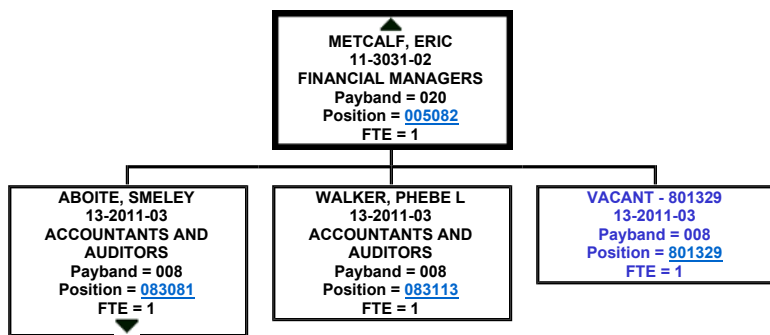 METCALF, ERIC
11-3031-02
FINANCIAL MANAGERS
Payband = 020
Position = 005082
FTE = 1
ABOITE, SMELEY
13-2011-03
ACCOUNTANTS AND
AUDITORS
Payband = 008
Position = 083081
FTE = 1
WALKER, PHEBE L
13-2011-03
ACCOUNTANTS AND
AUDITORS
Payband = 008
Position = 083113
FTE = 1
VACANT - 801329
13-2011-03
Payband = 008
Position = 801329
FTE = 1